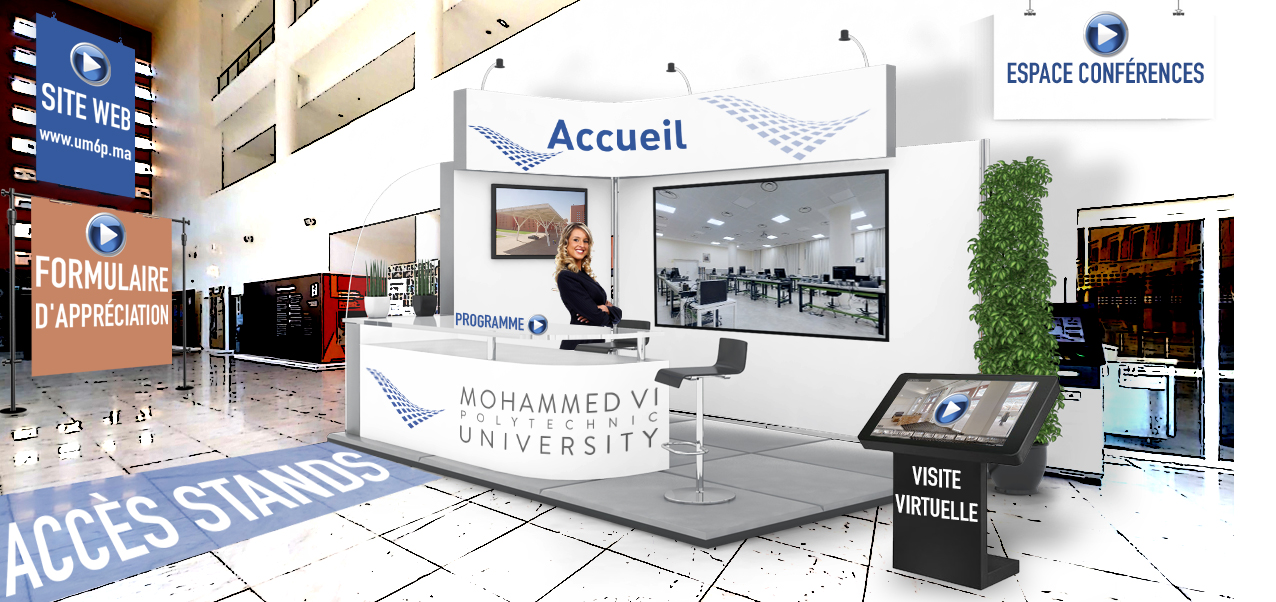 SITE WEB
www.um6p.ma
FORMULAIRE
D'APPRÉCIATION
ACCÈS STANDS
Accueil
PROGRAMME
MOHAMMED VI
POLYTECHNIC
UNIVERSITY
ESPACE CONFÉRENCES
VISITE
VIRTUELLE